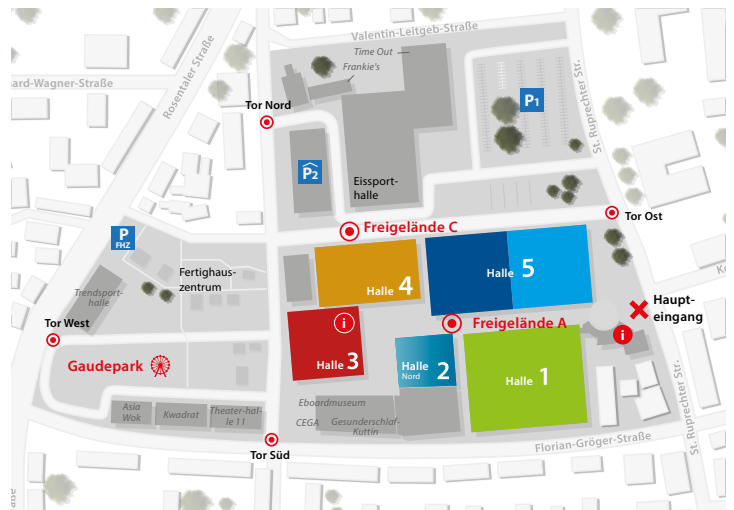 Valentin-Leitgeb-Straße
Time Out
Frankie's
ard-Wagner-Straße
Rosentaler Straße
St. Ruprechter Str.
P1
Tor Nord
P2
Eissport-
halle
Tor Ost
Freigelände C
P
FHZ
Fertighaus-
zentrum
Halle 4
Halle 5
Trendsport-
halle
Haupt-
eingang
Tor West
i
Freigelände A
i
Gaudepark
Halle 3
Halle
Nord
2
Halle 1
Eboardmuseum
Asia
Wok
Kwadrat
Theater-hal-
le 11
CEGA
Gesunderschlaf-
Kuttin
St. Ruprechter Str.
Florian-Gröger-Straße
Tor Süd
aße